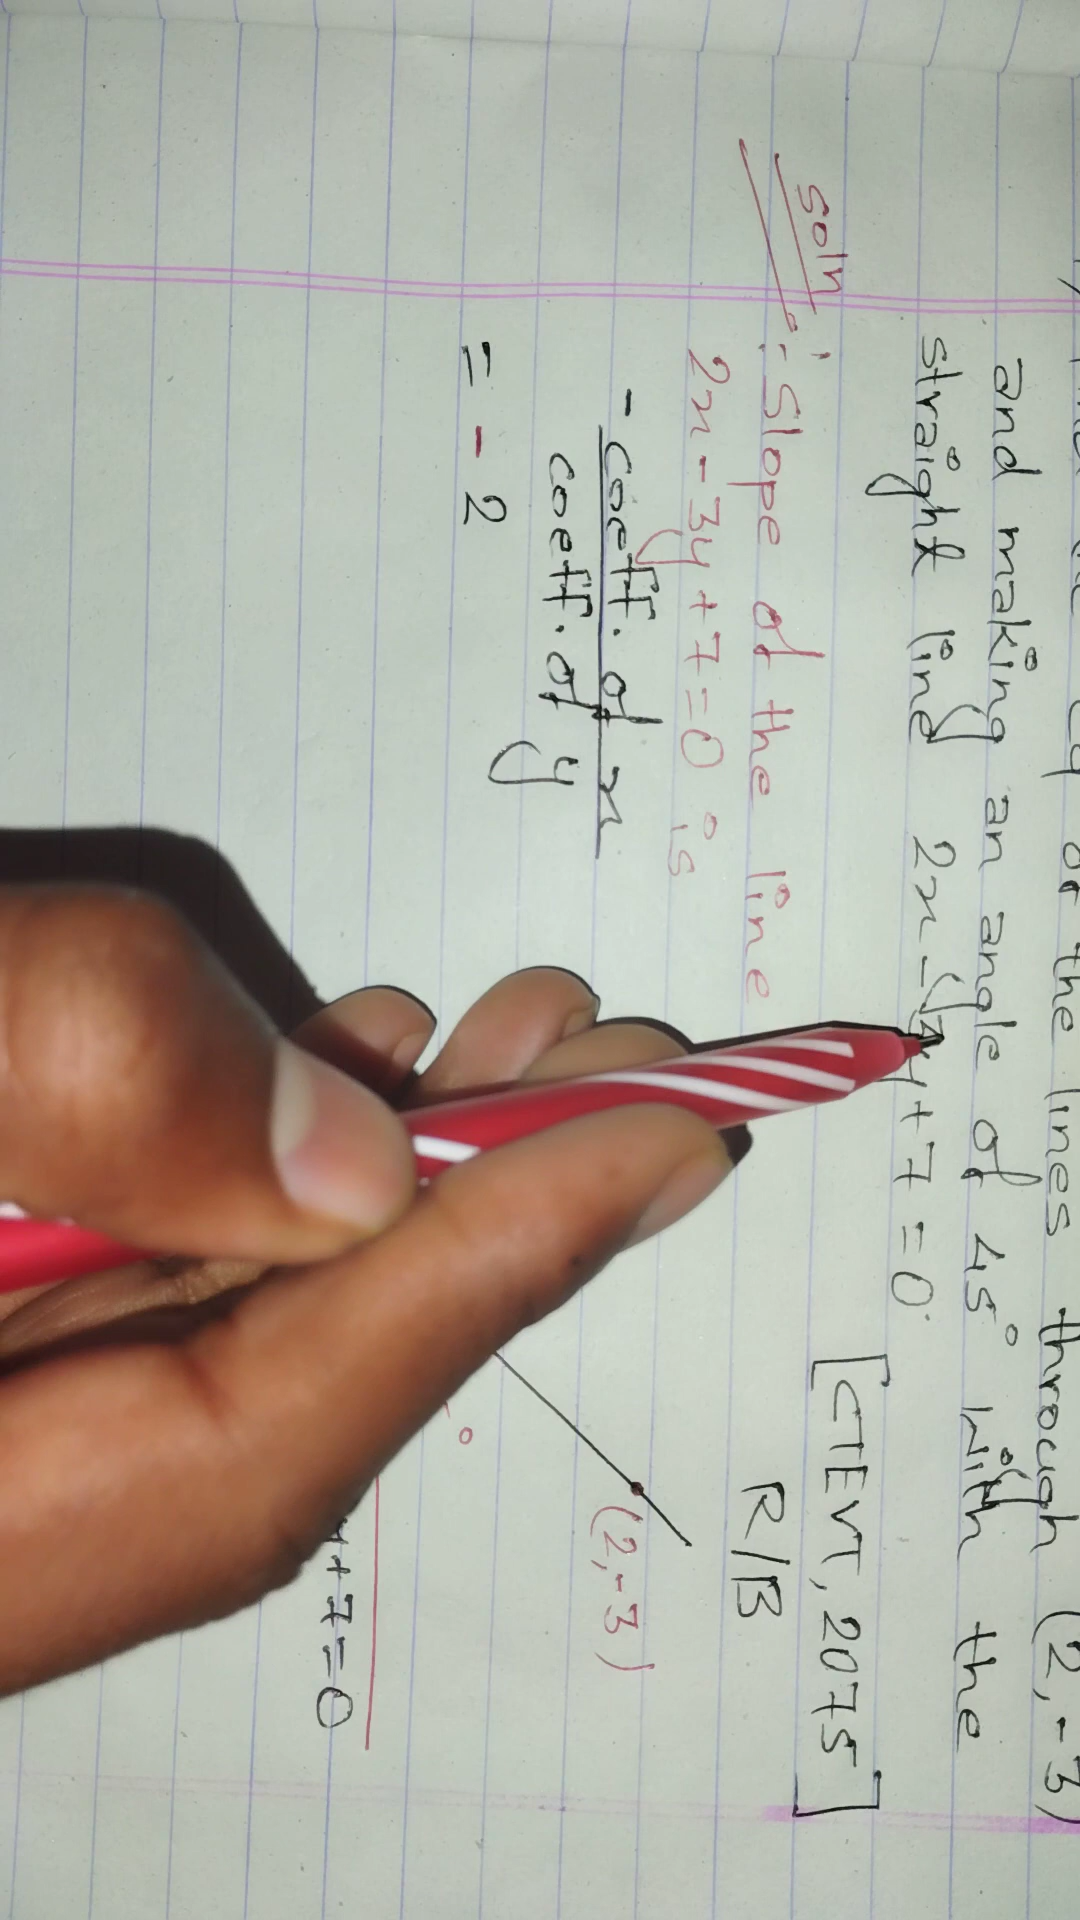 the eq of the lines through (2,-3)
and making an angle of 45° with the
straight line 2x - y + 7 = 0.
[CTEVT, 2075]
soln
: Slope of the line
R/B
2x - 3y + 7 = 0 is
(2,-3)
- coeff. of x
coeff. of y
= - 2
y + 7 = 0